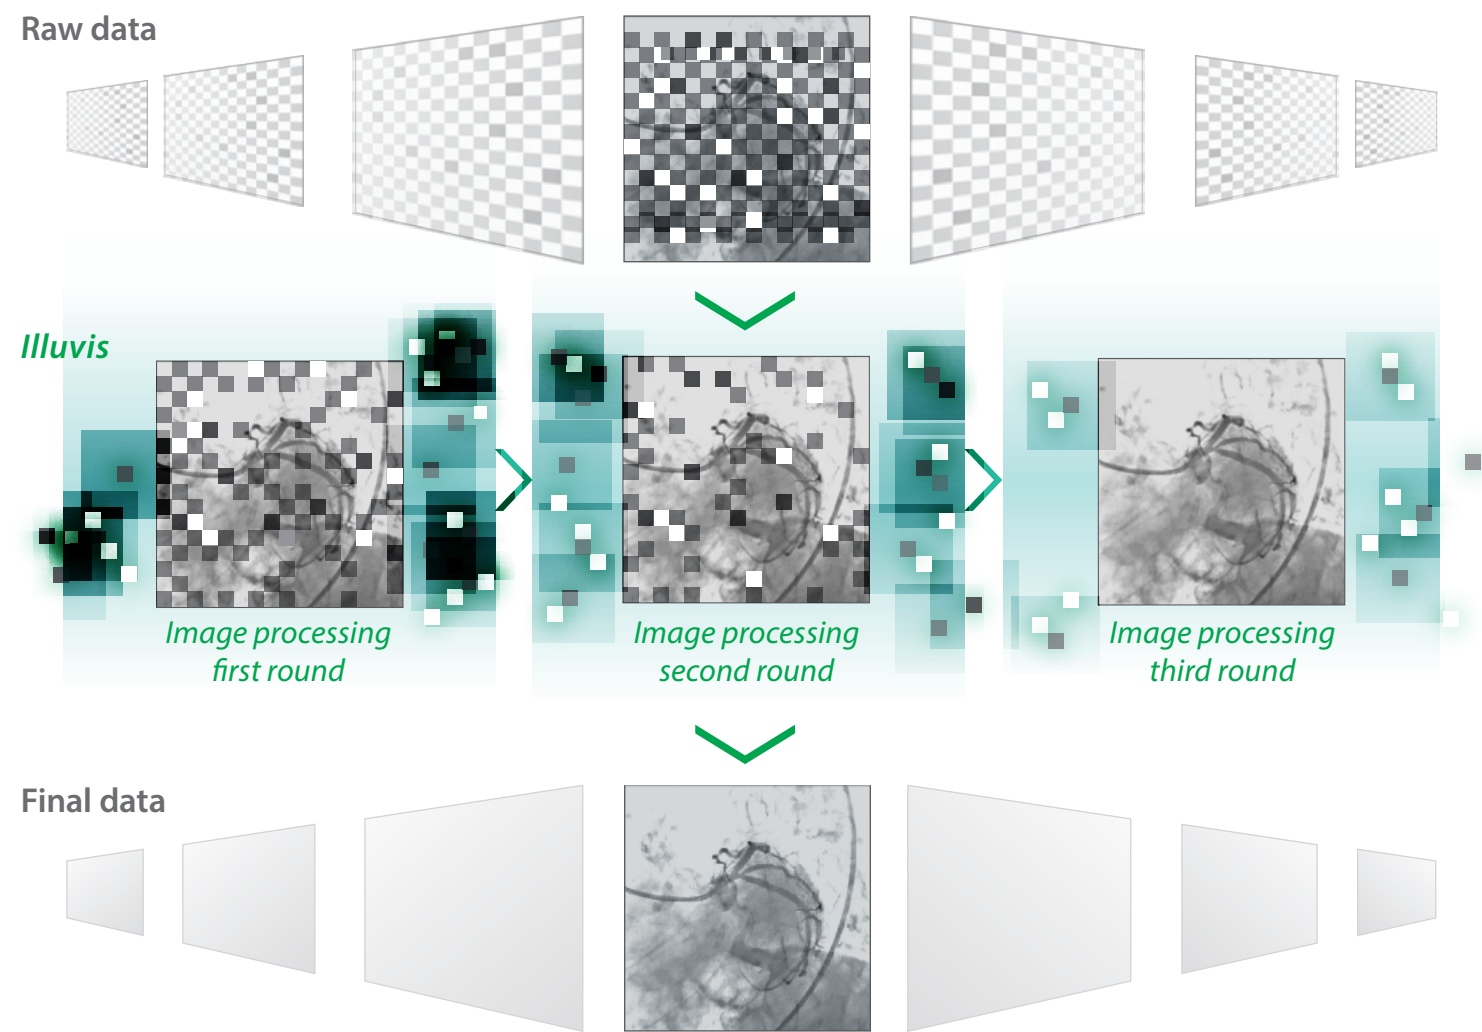 Raw data
Illuvis
Image processing
first round
Image processing
second round
Image processing
third round
Final data